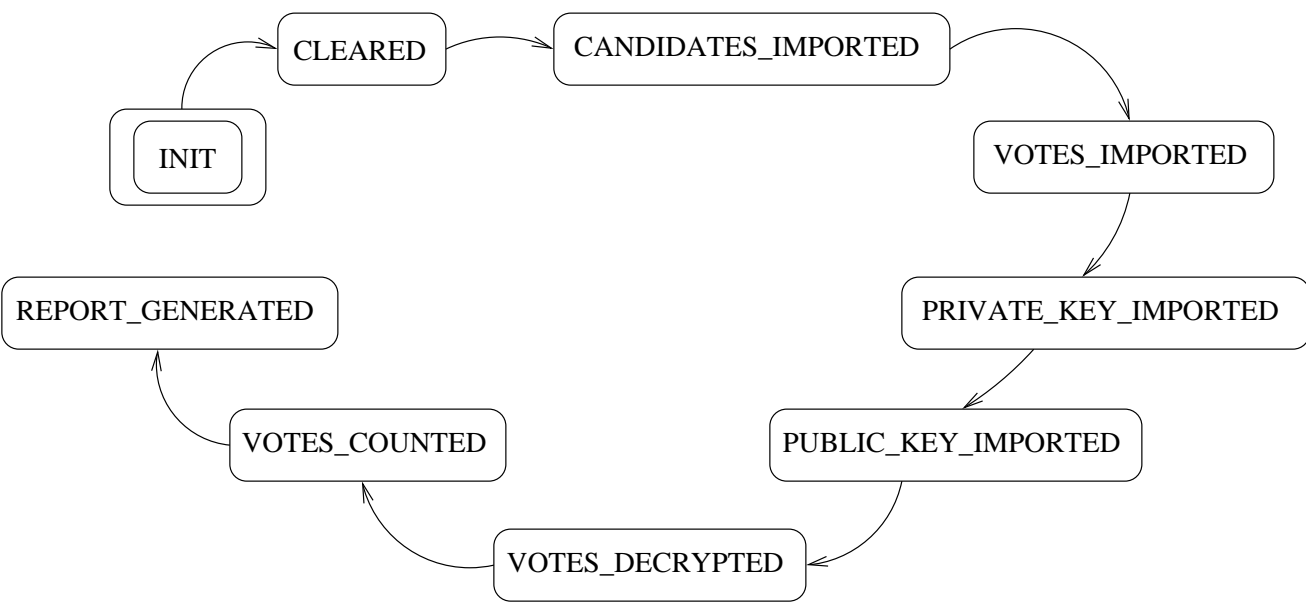 CLEARED
CANDIDATES_IMPORTED
INIT
VOTES_IMPORTED
REPORT_GENERATED
PRIVATE_KEY_IMPORTED
VOTES_COUNTED
PUBLIC_KEY_IMPORTED
VOTES_DECRYPTED